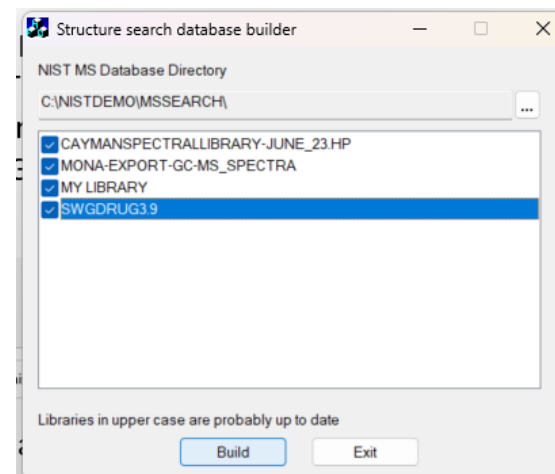 Structure search database builder
NIST MS Database Directory
C:\NISTDEMO\MSSEARCH\
...
CAYMANSPECTRALLIBRARY-JUNE_23.HP
MONA-EXPORT-GC-MS_SPECTRA
MY LIBRARY
SWGDRUG3.9
Libraries in upper case are probably up to date
Build Exit